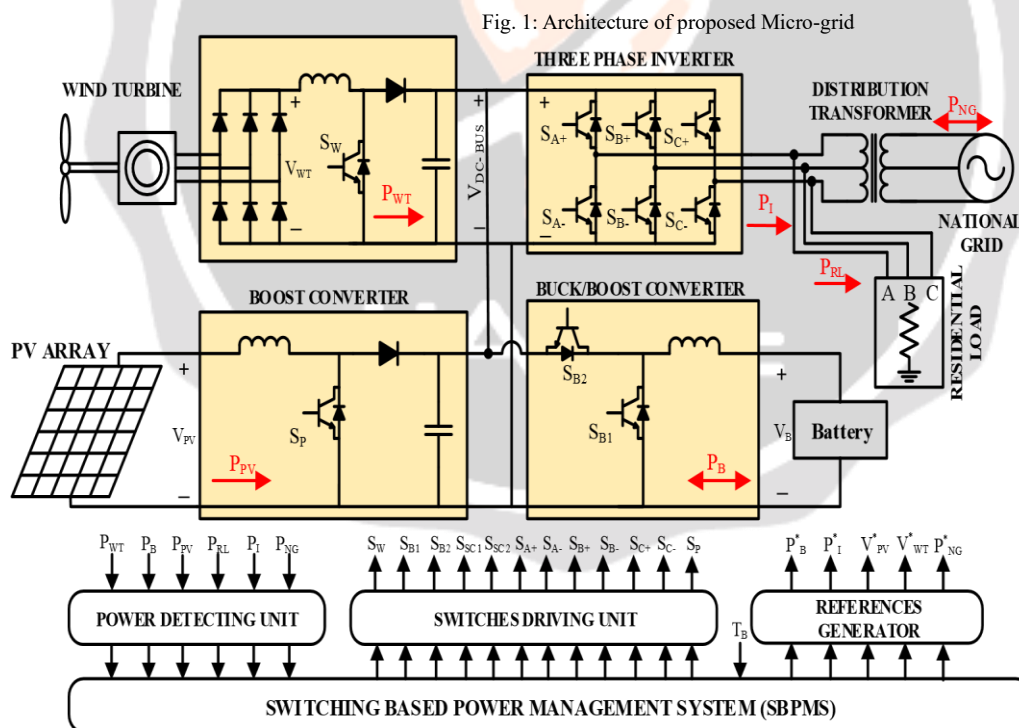 Fig. 1: Architecture of proposed Micro-grid
WIND TURBINE
THREE PHASE INVERTER
DISTRIBUTION
TRANSFORMER
P_NG
+
V_WT
−
S_W
P_WT
+
V_DC-BUS
−
+
−
S_A+
S_B+
S_C+
S_A-
S_B-
S_C-
P_I
NATIONAL
GRID
P_RL
A B C
RESIDENTIAL
LOAD
BOOST CONVERTER
BUCK/BOOST CONVERTER
PV ARRAY
+
V_PV
−
S_P
P_PV
S_B2
S_B1
P_B
+
V_B
−
Battery
P_WT P_B P_PV P_RL P_I P_NG
S_W S_B1 S_B2 S_SC1 S_SC2 S_A+ S_A- S_B+ S_B- S_C+ S_C- S_P
P*_B P*_I V*_PV V*_WT P*_NG
POWER DETECTING UNIT
SWITCHES DRIVING UNIT
T_B
REFERENCES
GENERATOR
SWITCHING BASED POWER MANAGEMENT SYSTEM (SBPMS)